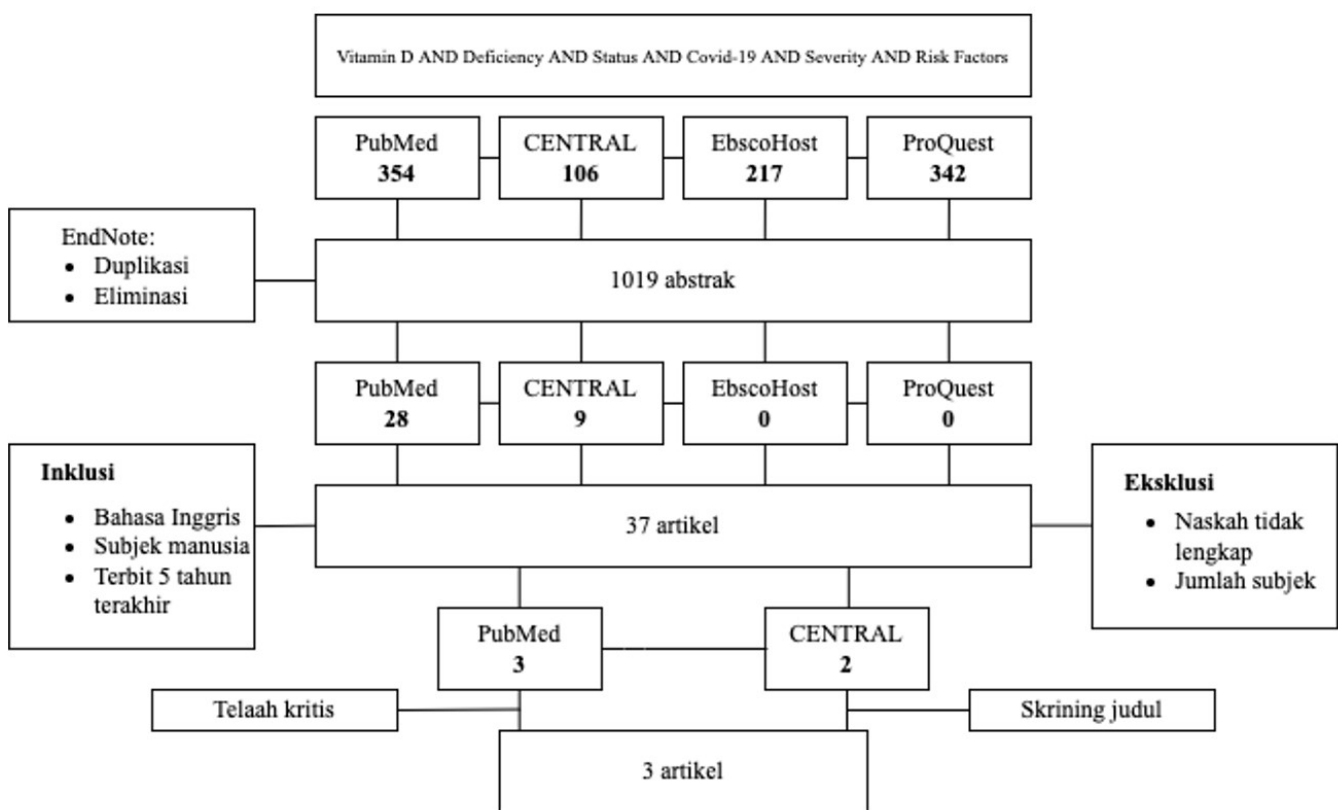 Vitamin D AND Deficiency AND Status AND Covid-19 AND Severity AND Risk Factors
PubMed
354
CENTRAL
106
EbscoHost
217
ProQuest
342
EndNote:
• Duplikasi
• Eliminasi
1019 abstrak
PubMed
28
CENTRAL
9
EbscoHost
0
ProQuest
0
Inklusi
• Bahasa Inggris
• Subjek manusia
• Terbit 5 tahun
terakhir
37 artikel
Eksklusi
• Naskah tidak
lengkap
• Jumlah subjek
PubMed
3
CENTRAL
2
Telaah kritis
Skrining judul
3 artikel